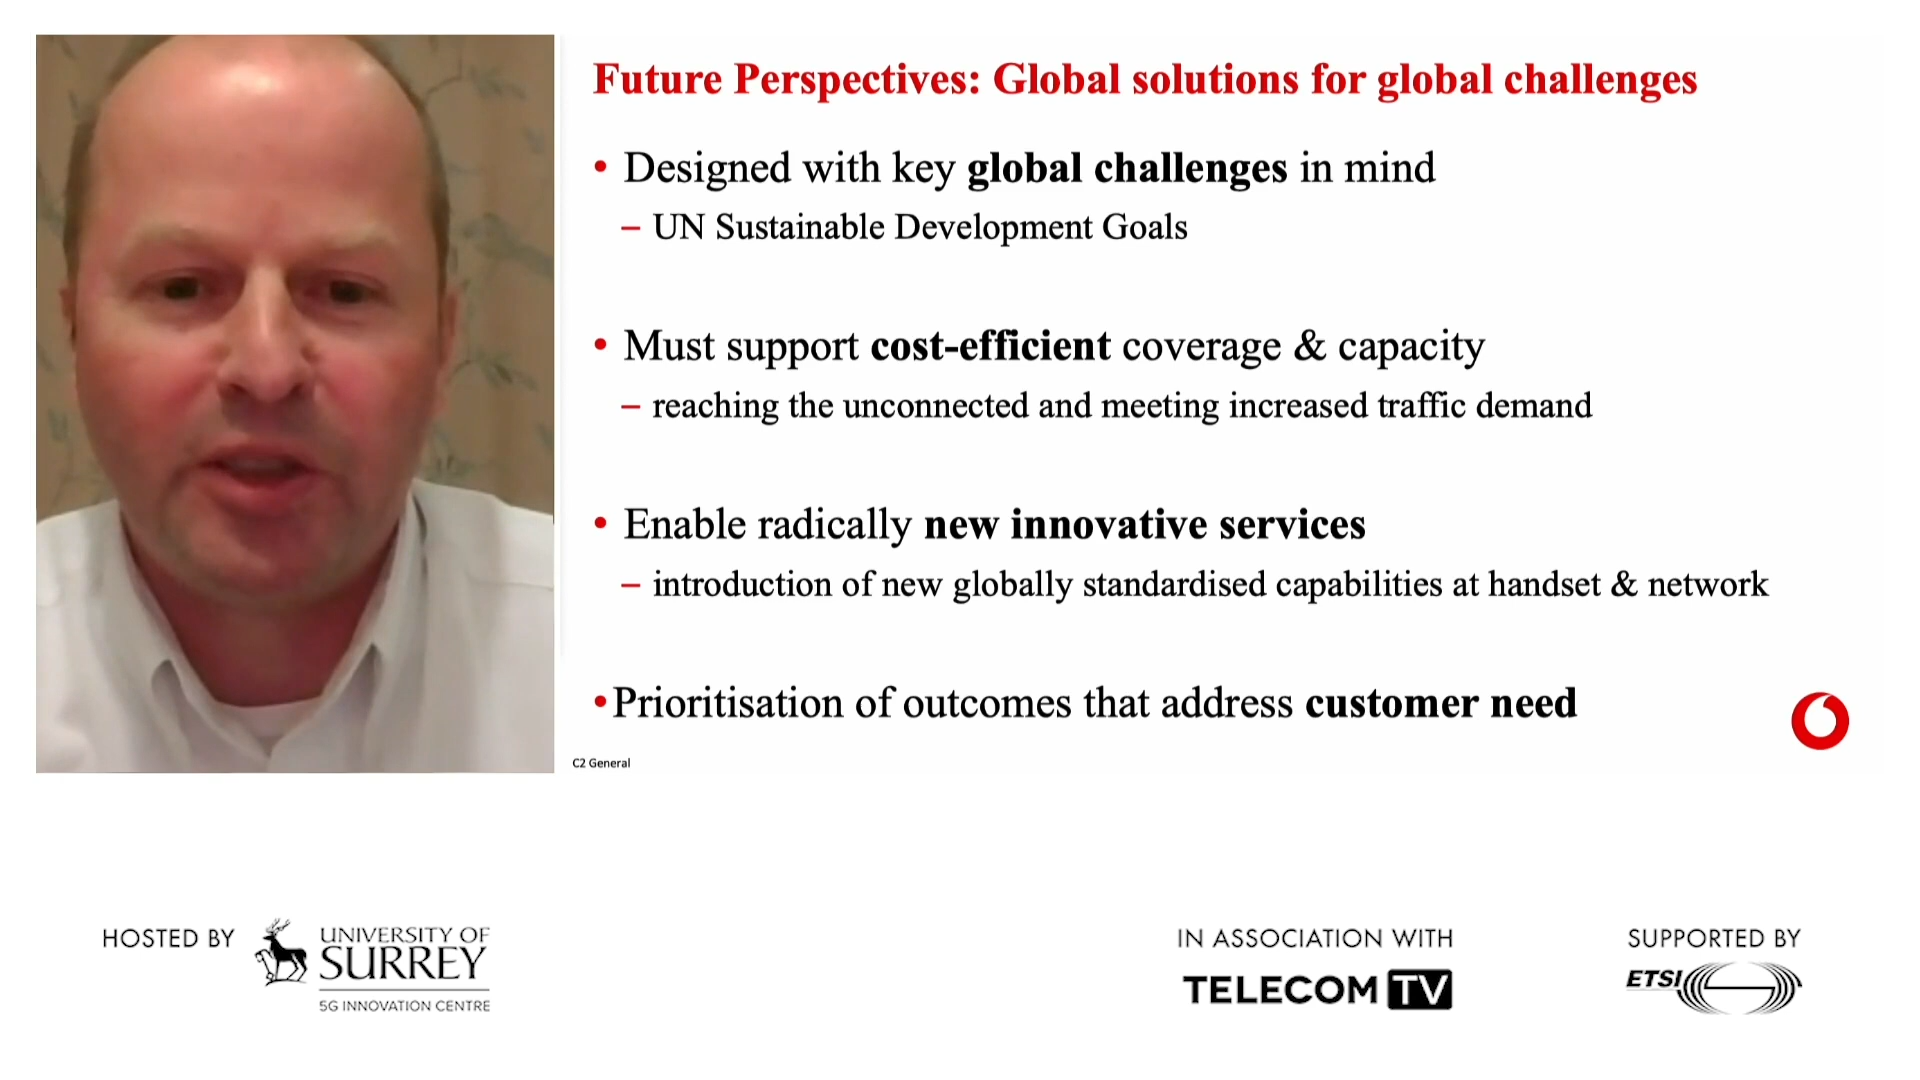 Future Perspectives: Global solutions for global challenges
• Designed with key global challenges in mind
– UN Sustainable Development Goals
• Must support cost-efficient coverage & capacity
– reaching the unconnected and meeting increased traffic demand
• Enable radically new innovative services
– introduction of new globally standardised capabilities at handset & network
• Prioritisation of outcomes that address customer need
C2 General
HOSTED BY
UNIVERSITY OF
SURREY
5G INNOVATION CENTRE
IN ASSOCIATION WITH
TELECOM TV
SUPPORTED BY
ETSI